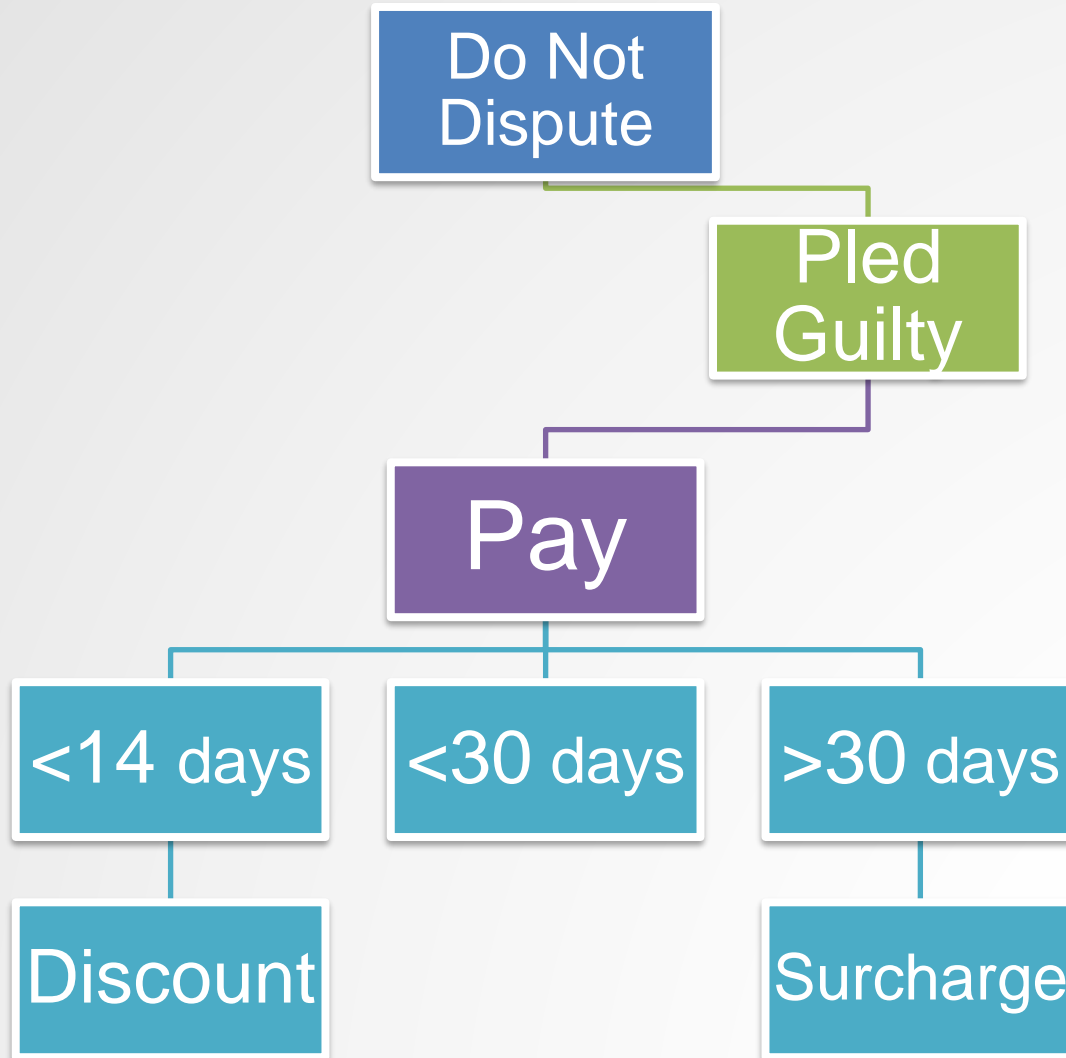 Do Not
Dispute
Pled
Guilty
Pay
<14 days
<30 days
>30 days
Discount
Surcharge